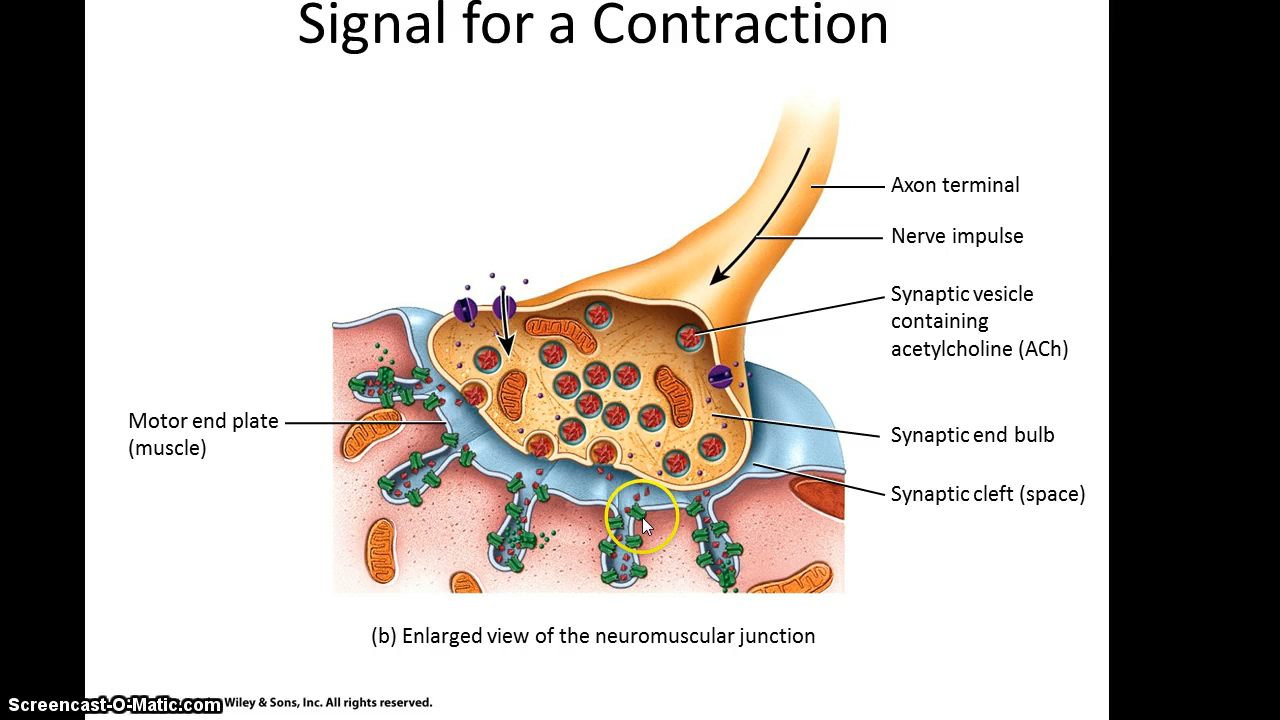 Signal for a Contraction
Axon terminal
Nerve impulse
Synaptic vesicle
containing
acetylcholine (ACh)
Motor end plate
(muscle)
Synaptic end bulb
Synaptic cleft (space)
(b) Enlarged view of the neuromuscular junction
Wiley & Sons, Inc. All rights reserved.
Screencast-O-Matic.com